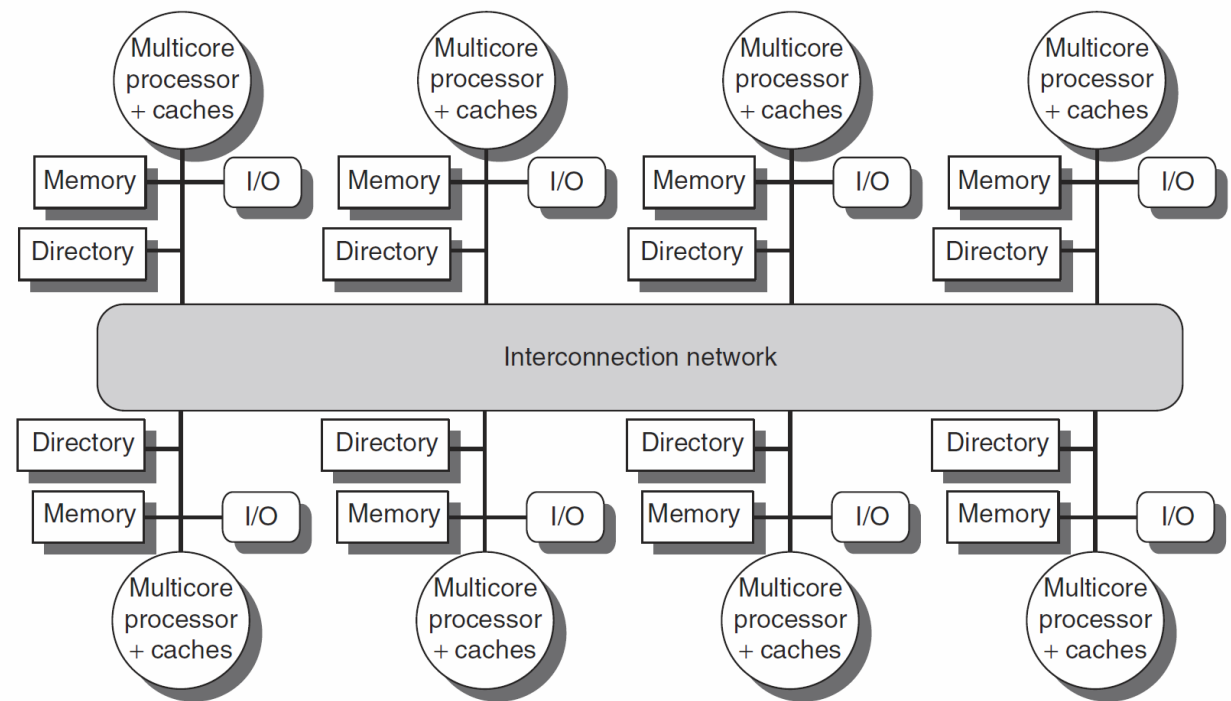 Multicore
processor
+ caches
Multicore
processor
+ caches
Multicore
processor
+ caches
Multicore
processor
+ caches
Memory
I/O
Memory
I/O
Memory
I/O
Memory
I/O
Directory
Directory
Directory
Directory
Interconnection network
Directory
Directory
Directory
Directory
Memory
I/O
Memory
I/O
Memory
I/O
Memory
I/O
Multicore
processor
+ caches
Multicore
processor
+ caches
Multicore
processor
+ caches
Multicore
processor
+ caches